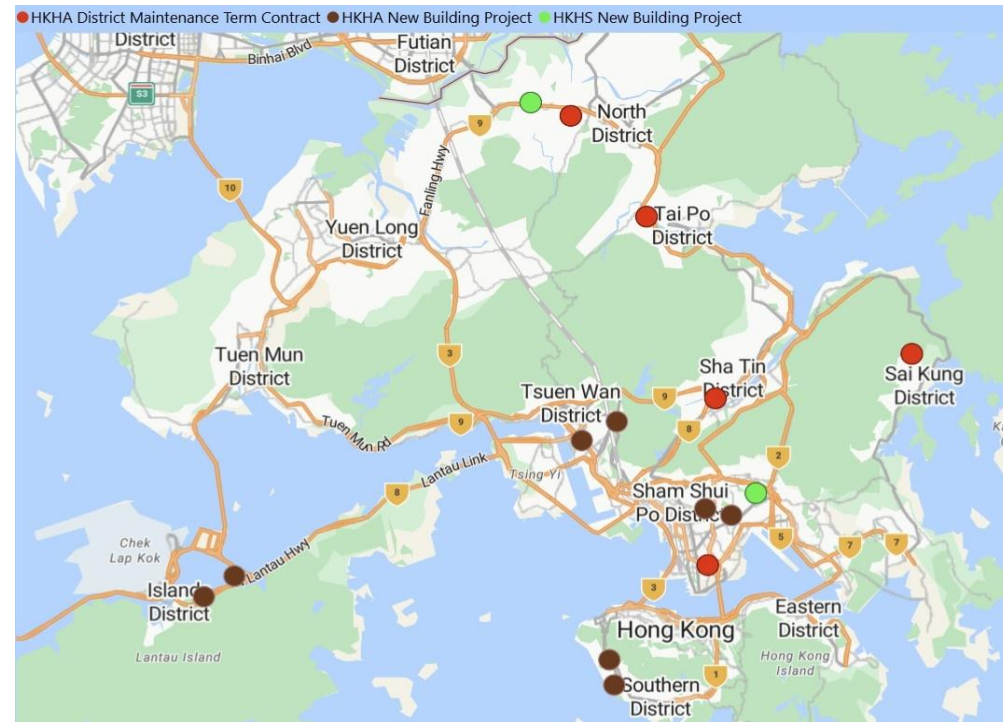 HKHA District Maintenance Term Contract HKHA New Building Project HKHS New Building Project
District
Binhai Blvd
Futian
District
S3
9
North
District
10
Fanling Hwy
Yuen Long
District
Tai Po
District
3
Tuen Mun
District
Sha Tin
District
Sai Kung
District
Tsuen Wan
District
9
8
Tuen Mun Rd
9
2
Lantau Link
Tsing Yi
8
Sham Shui
Po District
5
7
7
Chek
Lap Kok
Lantau Hwy
Island
District
3
Eastern
District
Hong Kong
Lantau Island
Hong Kong
Island
1
Southern
District